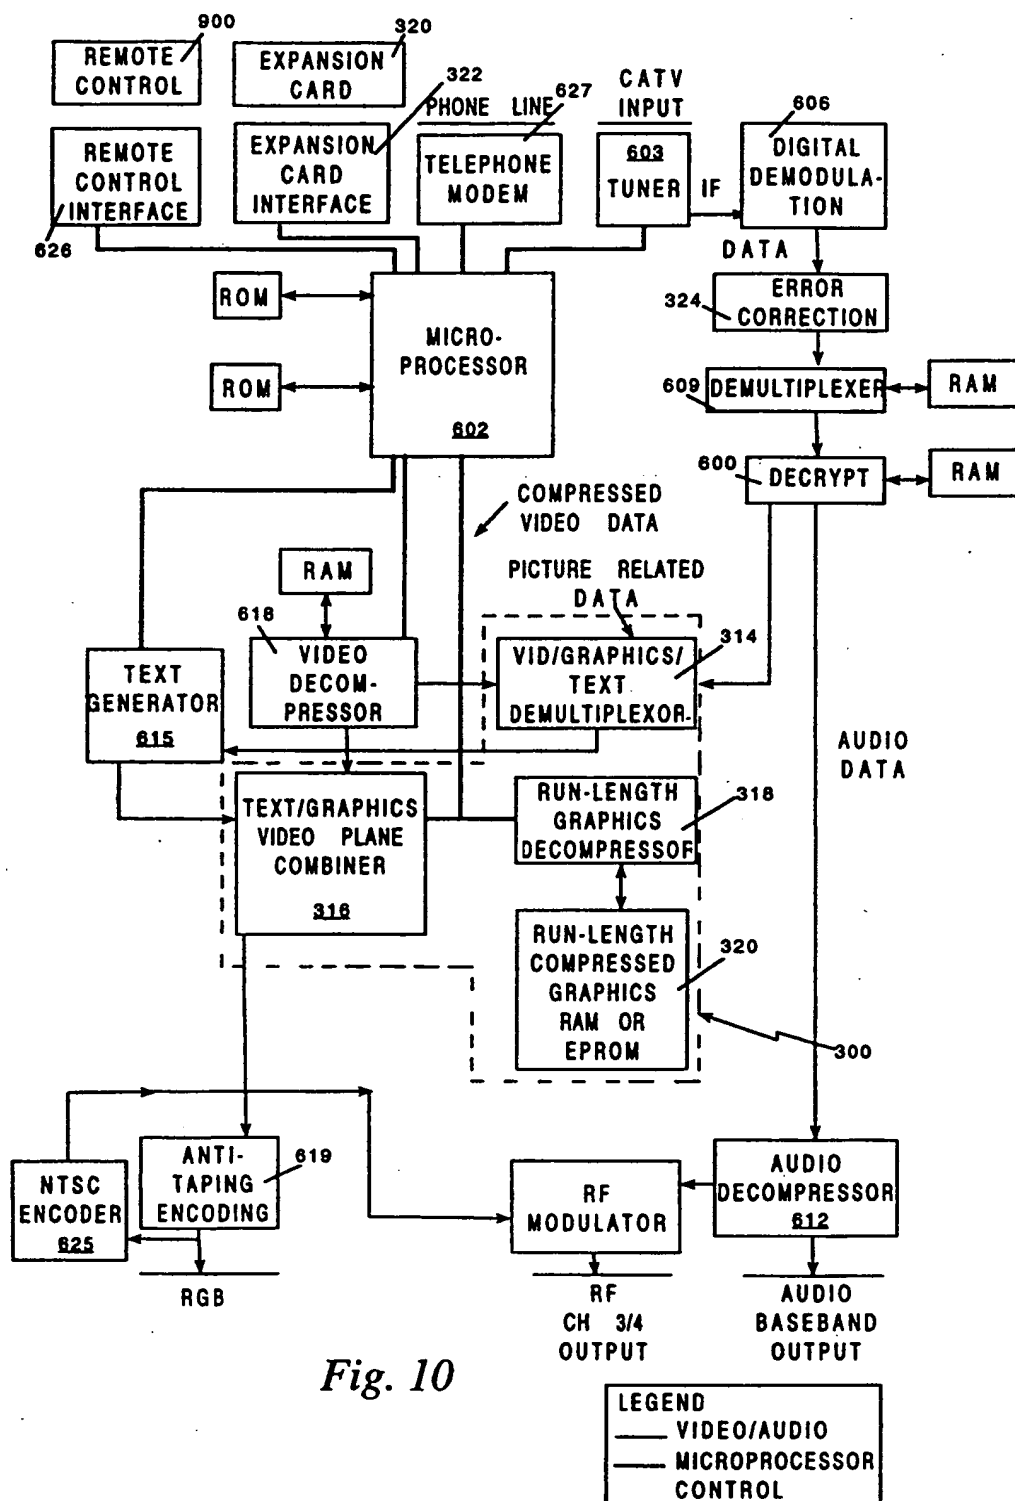 900
REMOTE
CONTROL
320
EXPANSION
CARD
322
PHONE LINE
627
CATV
INPUT
606
REMOTE
CONTROL
INTERFACE
626
EXPANSION
CARD
INTERFACE
TELEPHONE
MODEM
603
TUNER
IF
DIGITAL
DEMODULA-
TION
DATA
ROM
ROM
MICRO-
PROCESSOR
602
324
ERROR
CORRECTION
609
DEMULTIPLEXER
RAM
600
DECRYPT
RAM
COMPRESSED
VIDEO DATA
PICTURE RELATED
DATA
RAM
618
VIDEO
DECOM-
PRESSOR
314
VID/GRAPHICS/
TEXT
DEMULTIPLEXOR
TEXT
GENERATOR
615
AUDIO
DATA
TEXT/GRAPHICS
VIDEO PLANE
COMBINER
316
RUN-LENGTH
GRAPHICS
DECOMPRESSOR
318
RUN-LENGTH
COMPRESSED
GRAPHICS
RAM OR
EPROM
320
300
NTSC
ENCODER
625
ANTI-
TAPING
ENCODING
619
RGB
RF
MODULATOR
RF
CH 3/4
OUTPUT
AUDIO
DECOMPRESSOR
612
AUDIO
BASEBAND
OUTPUT
Fig. 10
LEGEND
VIDEO/AUDIO
MICROPROCESSOR
CONTROL